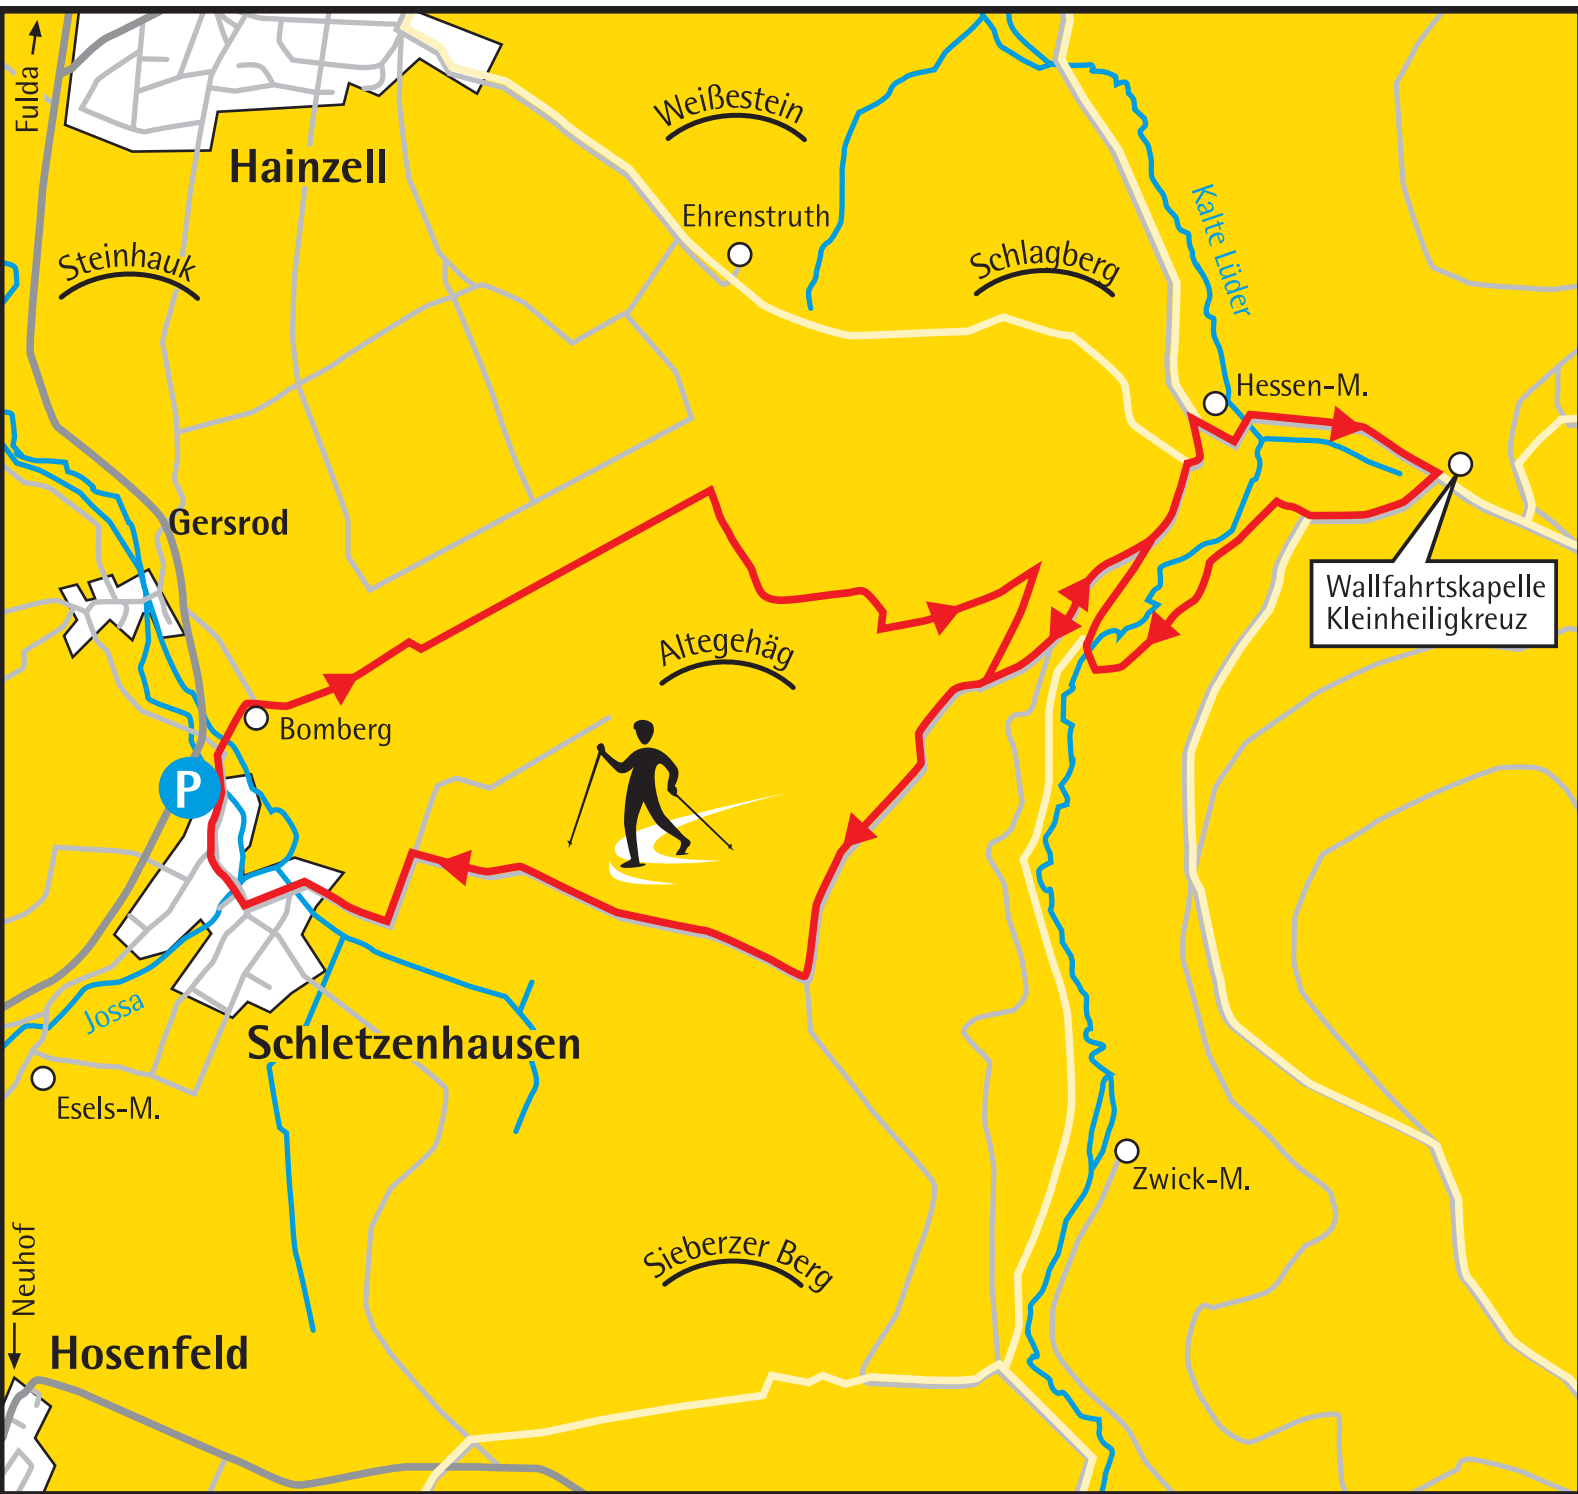 Fulda
Weißestein
Hainzell
Ehrenstruth
Kalte Lüder
Steinhauk
Schlagberg
Hessen-M.
Gersrod
Wallfahrtskapelle
Kleinheiligkreuz
Altegehäg
Bomberg
P
Jossa
Schletzenhausen
Esels-M.
Zwick-M.
Neuhof
Sieberzer Berg
Hosenfeld